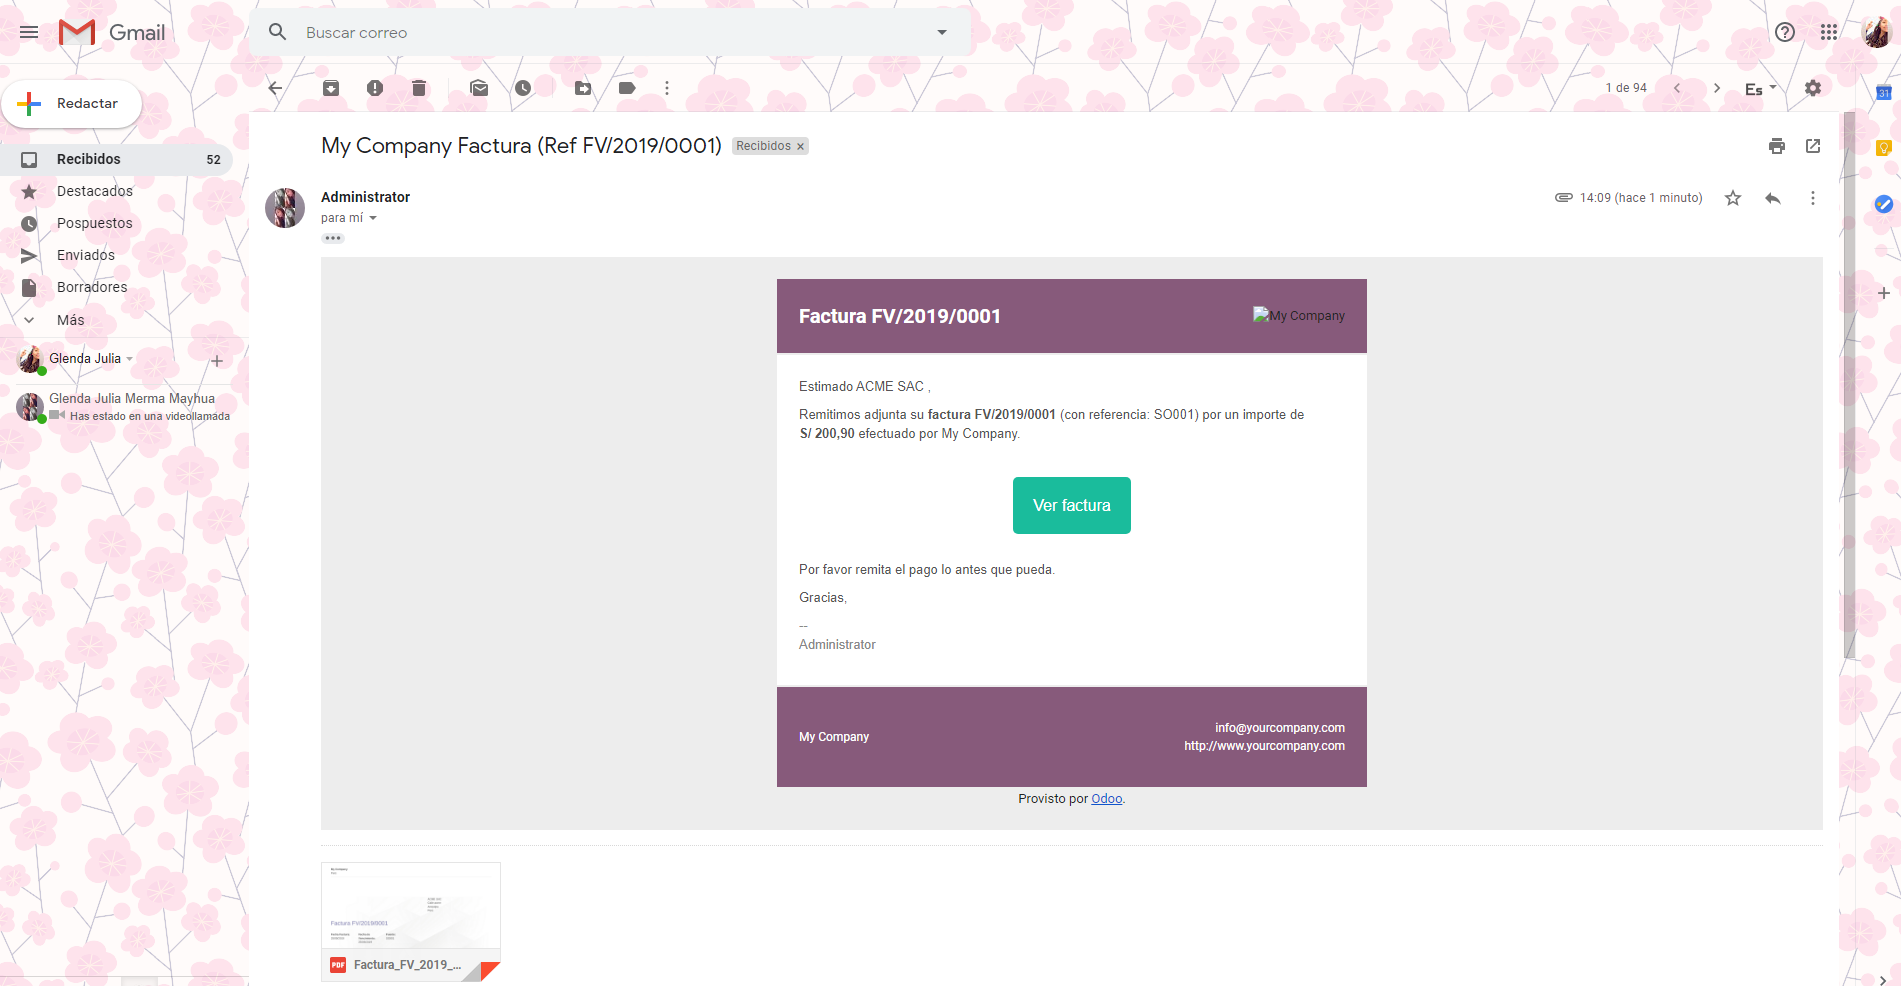 Gmail
Buscar correo
1 de 94
Es
31
Redactar
Recibidos 52
Destacados
Pospuestos
Enviados
Borradores
Más
Glenda Julia
Glenda Julia Merma Mayhua
Has estado en una videollamada
My Company Factura (Ref FV/2019/0001) Recibidos x
Administrator
14:09 (hace 1 minuto)
para mí
Factura FV/2019/0001
My Company
Estimado ACME SAC ,
Remitimos adjunta su factura FV/2019/0001 (con referencia: SO001) por un importe de
S/ 200,90 efectuado por My Company.
Ver factura
Por favor remita el pago lo antes que pueda.
Gracias,
--
Administrator
My Company
info@yourcompany.com
http://www.yourcompany.com
Provisto por Odoo.
Factura FV/2019/0001
PDF Factura_FV_2019_...